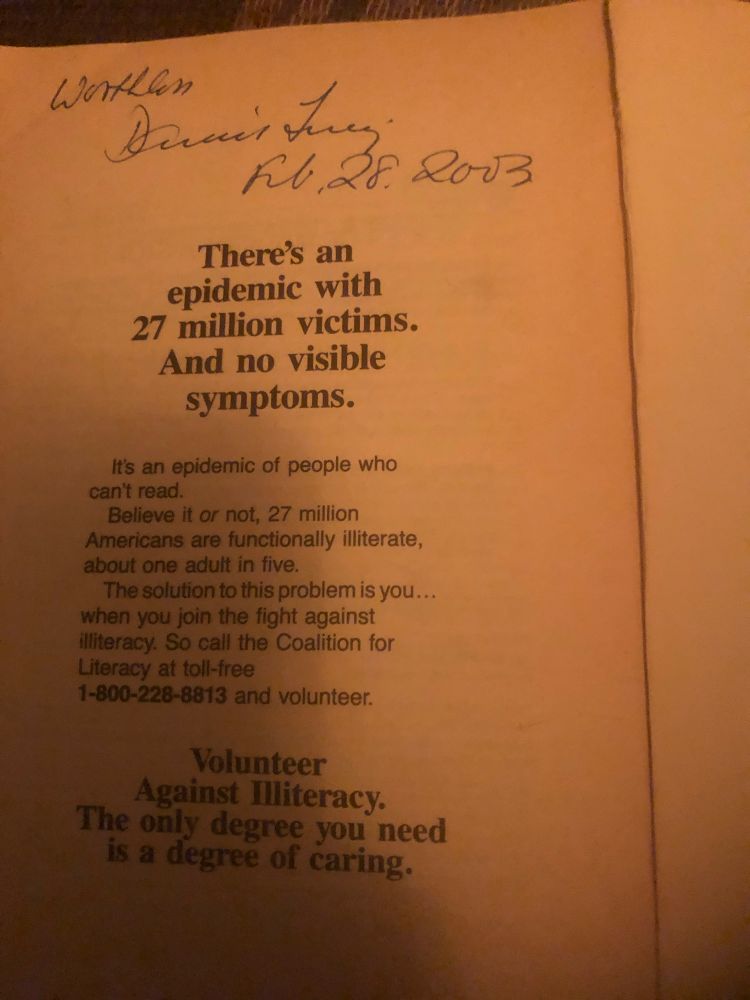 Worthless
Dennis
Feb. 28. 2003
There's an
epidemic with
27 million victims.
And no visible
symptoms.
It's an epidemic of people who
can't read.
Believe it or not, 27 million
Americans are functionally illiterate,
about one adult in five.
The solution to this problem is you...
when you join the fight against
illiteracy. So call the Coalition for
Literacy at toll-free
1-800-228-8813 and volunteer.
Volunteer
Against Illiteracy.
The only degree you need
is a degree of caring.